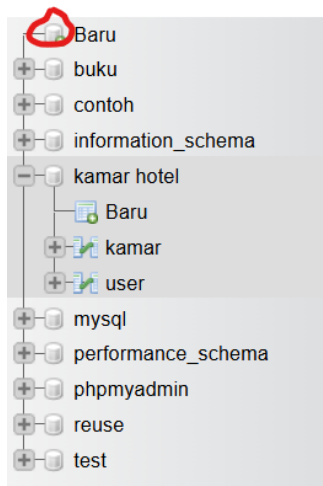 Baru
buku
contoh
information_schema
kamar hotel
Baru
kamar
user
mysql
performance_schema
phpmyadmin
reuse
test